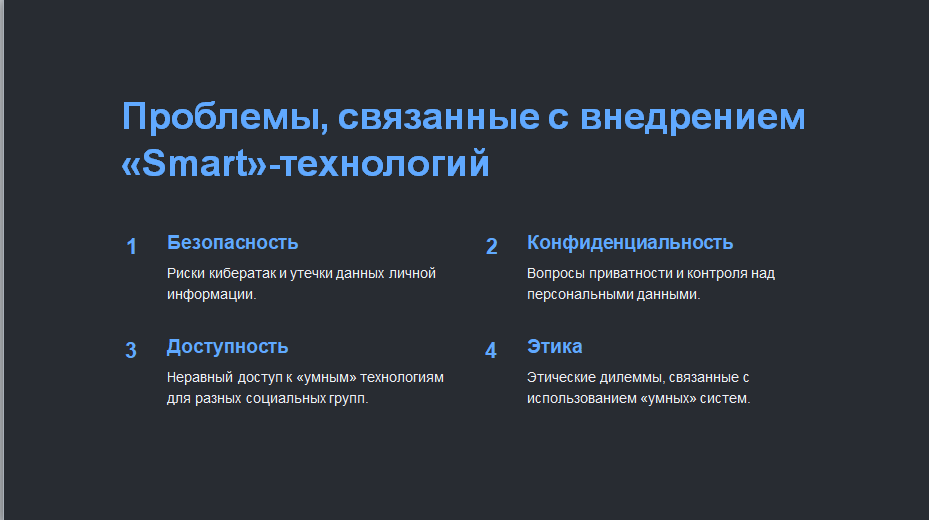 Проблемы, связанные с внедрением
«Smart»-технологий
1 Безопасность
Риски кибератак и утечки данных личной
информации.
2 Конфиденциальность
Вопросы приватности и контроля над
персональными данными.
3 Доступность
Неравный доступ к «умным» технологиям
для разных социальных групп.
4 Этика
Этические дилеммы, связанные с
использованием «умных» систем.